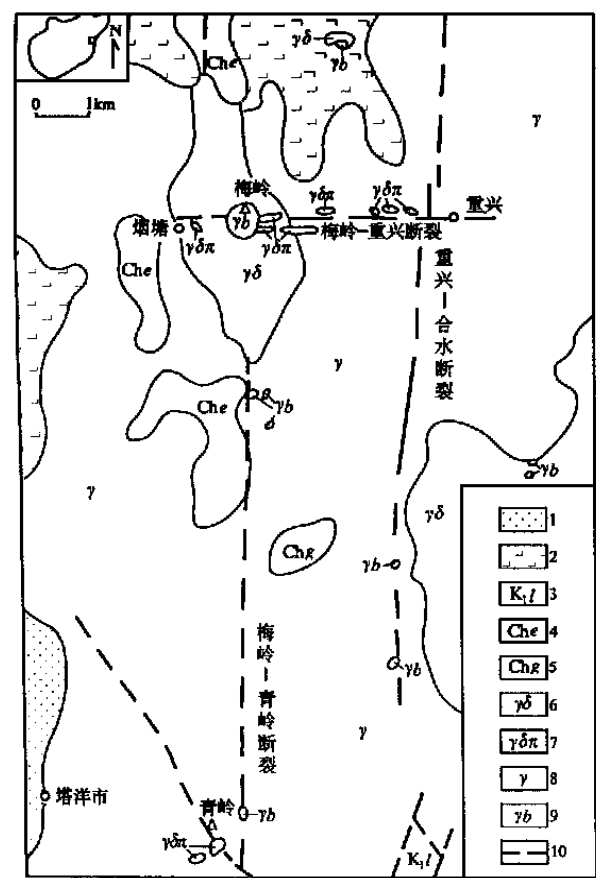 N
0 1km
Che
γδ
γb
γ
梅岭
γb
烟塘
γδπ
γδπ
γδπ
γδπ
重兴
梅岭-重兴断裂
Che
γδ
重兴-合水断裂
γ
Che
γb
γ
γb
γδ
Chg
γb
γb
梅岭-青岭断裂
γ
塔洋市
青岭
γb
γδπ
K₁l
1
2
K₁l 3
Che 4
Chg 5
γδ 6
γδπ 7
γ 8
γb 9
10